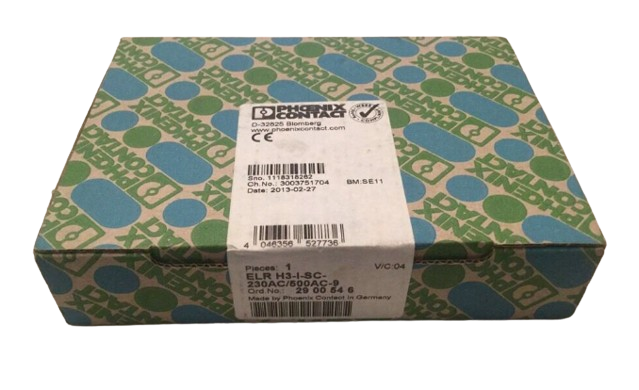 PHOENIX
CONTACT
D-32825 Blomberg
www.phoenixcontact.com
CE
Sno. 1118318262
Ch.No.: 3003751704 BM:SE11
Date: 2013-02-27
4 046356 527736
Pieces: 1 V/C:04
ELR H3-I-SC-
230AC/500AC-9
Ord No.: 29 00 54 6
Made by Phoenix Contact in Germany